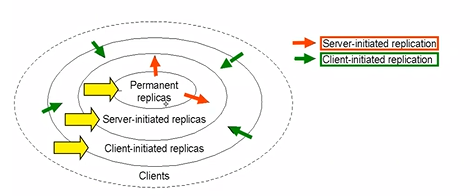 Server-initiated replication
Client-initiated replication
Permanent
replicas
Server-initiated replicas
Client-initiated replicas
Clients